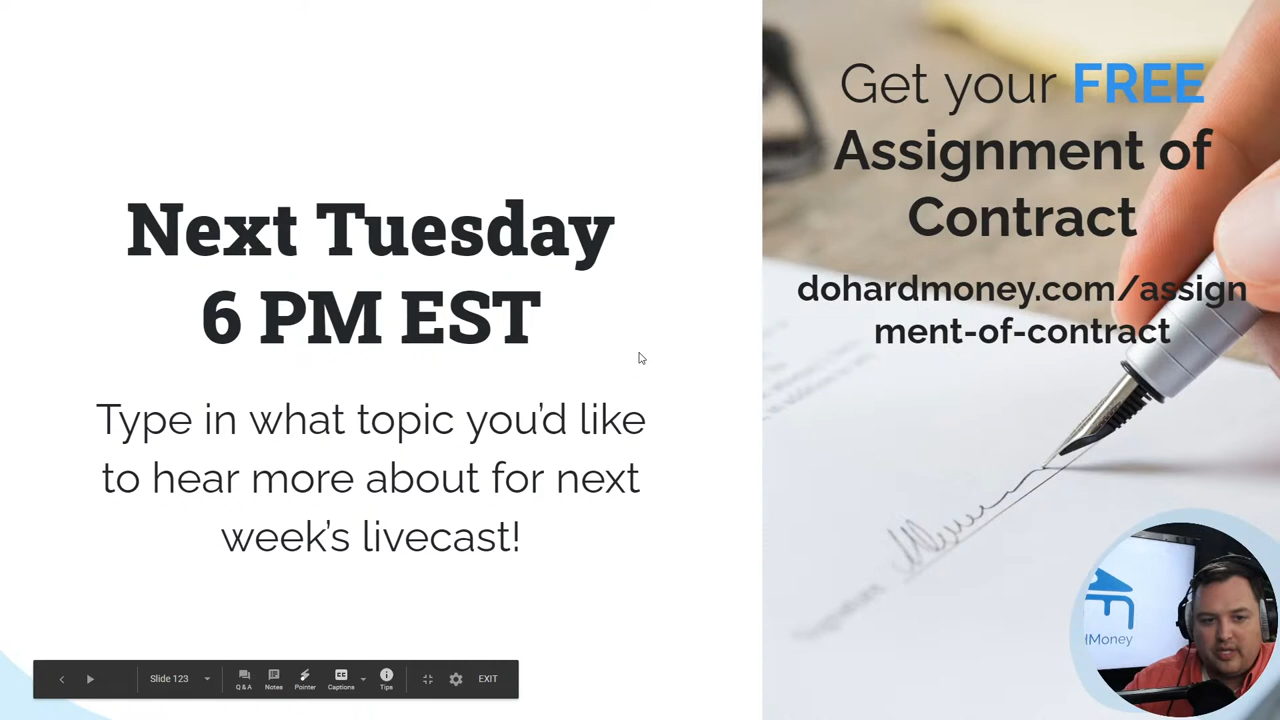 Next Tuesday
6 PM EST
Type in what topic you'd like
to hear more about for next
week's livecast!
Get your FREE
Assignment of
Contract
dohardmoney.com/assign
ment-of-contract
Slide 123
Q & A
Notes
Pointer
CC
Captions
Tips
EXIT
Signature
Money